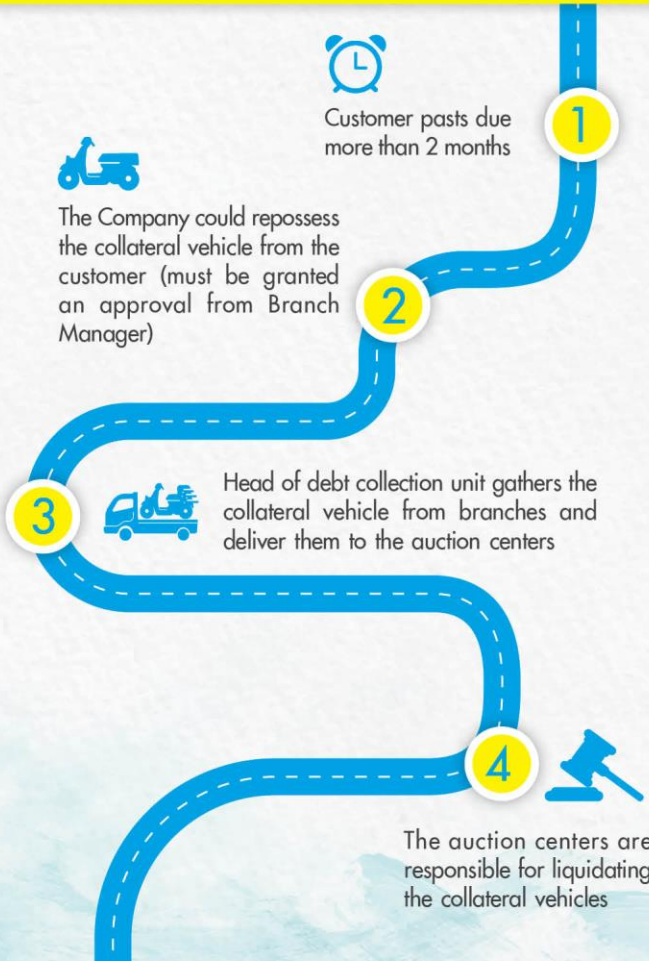 1
Customer pasts due
more than 2 months
The Company could repossess
the collateral vehicle from the
customer (must be granted
an approval from Branch
Manager)
2
3
Head of debt collection unit gathers the
collateral vehicle from branches and
deliver them to the auction centers
4
The auction centers are
responsible for liquidating
the collateral vehicles